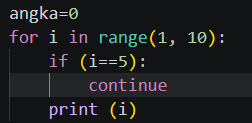 angka=0
for i in range(1, 10):
    if (i==5):
        continue
    print (i)